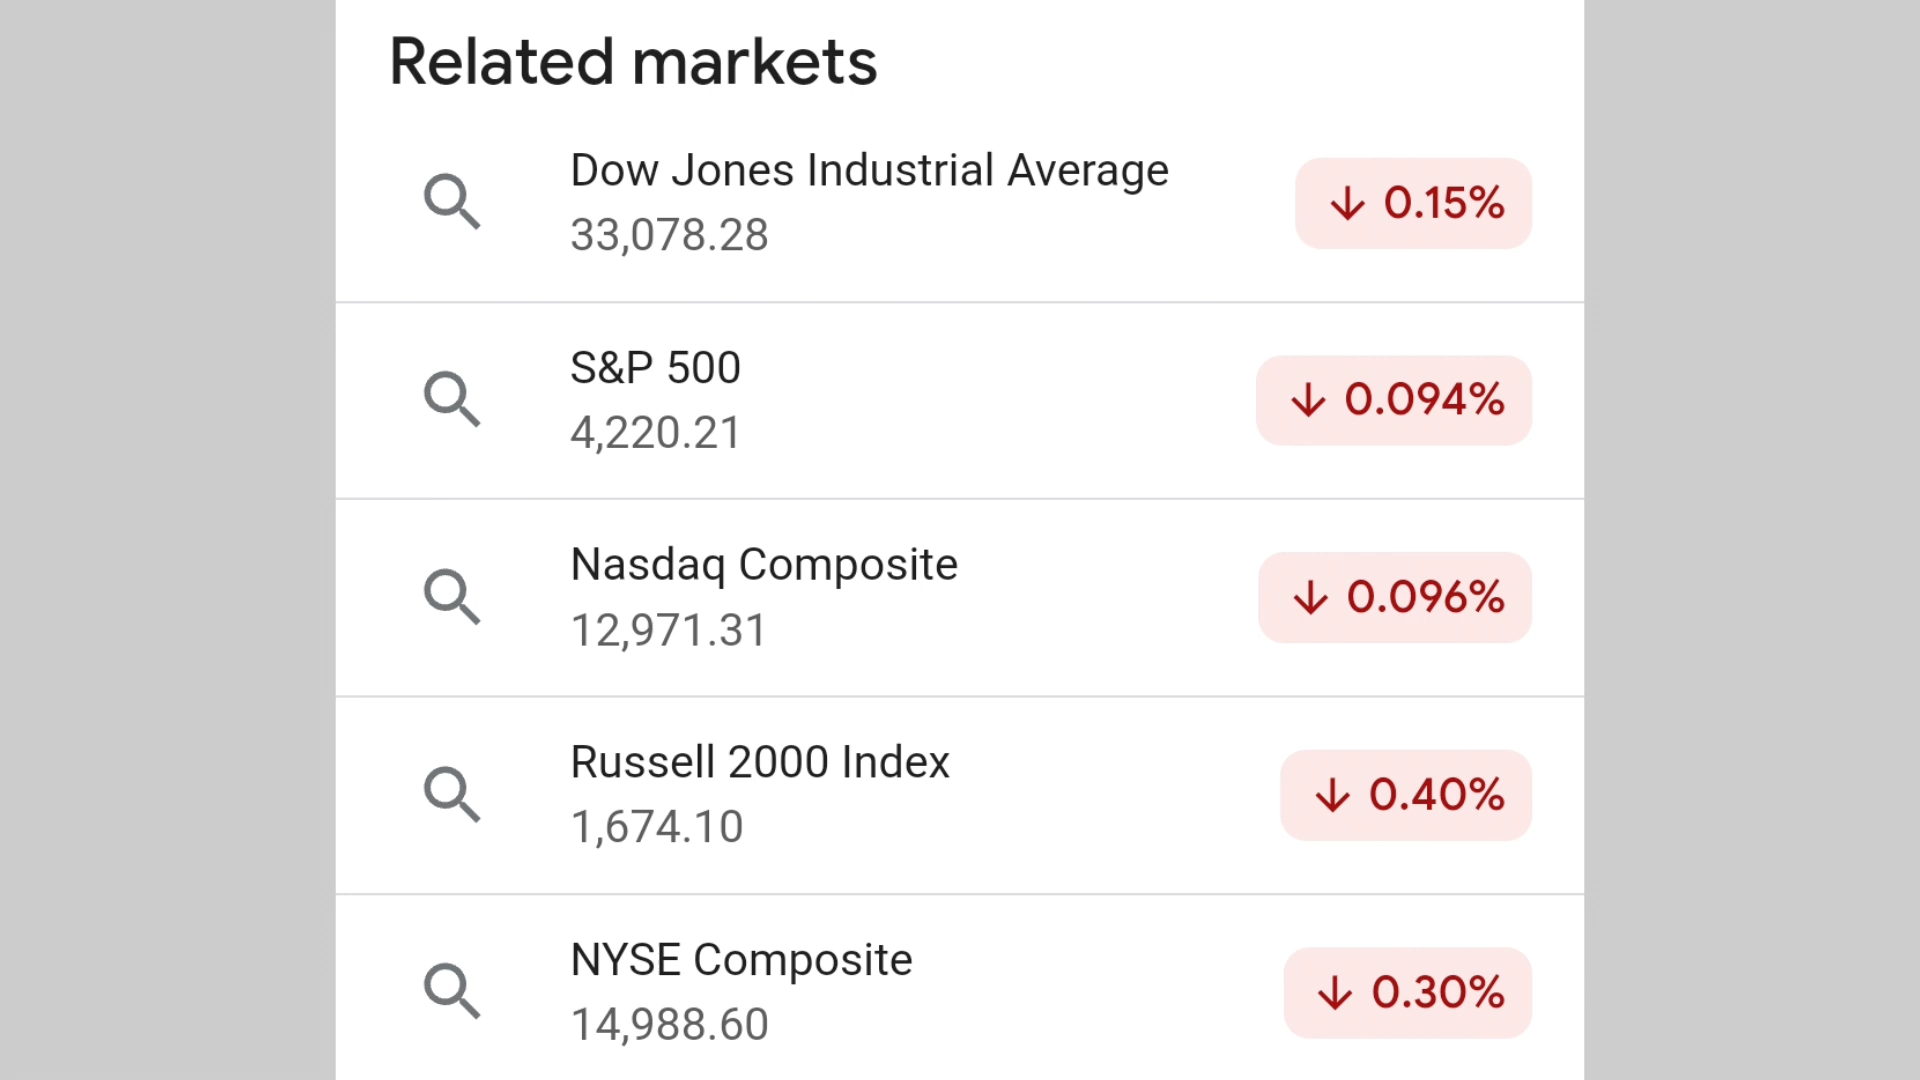 Related markets
Dow Jones Industrial Average
33,078.28
↓ 0.15%
S&P 500
4,220.21
↓ 0.094%
Nasdaq Composite
12,971.31
↓ 0.096%
Russell 2000 Index
1,674.10
↓ 0.40%
NYSE Composite
14,988.60
↓ 0.30%